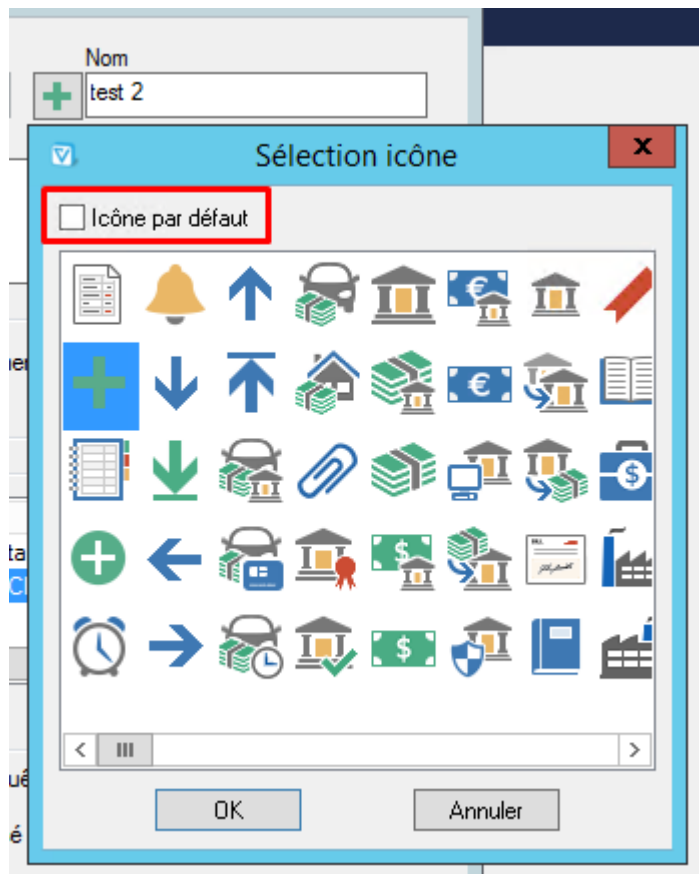 Nom
test 2
Sélection icône
x
Icône par défaut
OK
Annuler